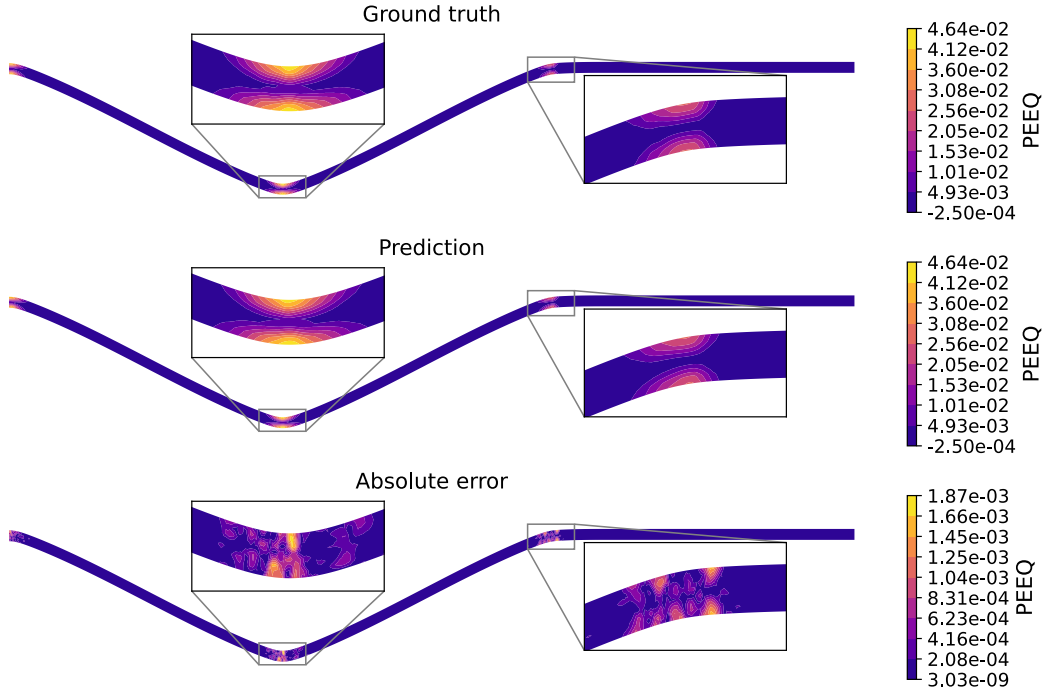 Ground truth
4.64e-02
4.12e-02
3.60e-02
3.08e-02
2.56e-02
2.05e-02
1.53e-02
1.01e-02
4.93e-03
-2.50e-04
PEEQ
Prediction
4.64e-02
4.12e-02
3.60e-02
3.08e-02
2.56e-02
2.05e-02
1.53e-02
1.01e-02
4.93e-03
-2.50e-04
PEEQ
Absolute error
1.87e-03
1.66e-03
1.45e-03
1.25e-03
1.04e-03
8.31e-04
6.23e-04
4.16e-04
2.08e-04
3.03e-09
PEEQ